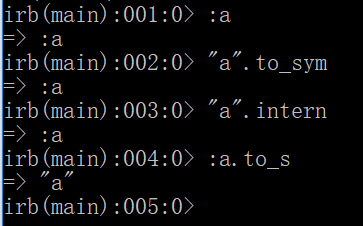 irb(main):001:0> :a
=> :a
irb(main):002:0> "a".to_sym
=> :a
irb(main):003:0> "a".intern
=> :a
irb(main):004:0> :a.to_s
=> "a"
irb(main):005:0>